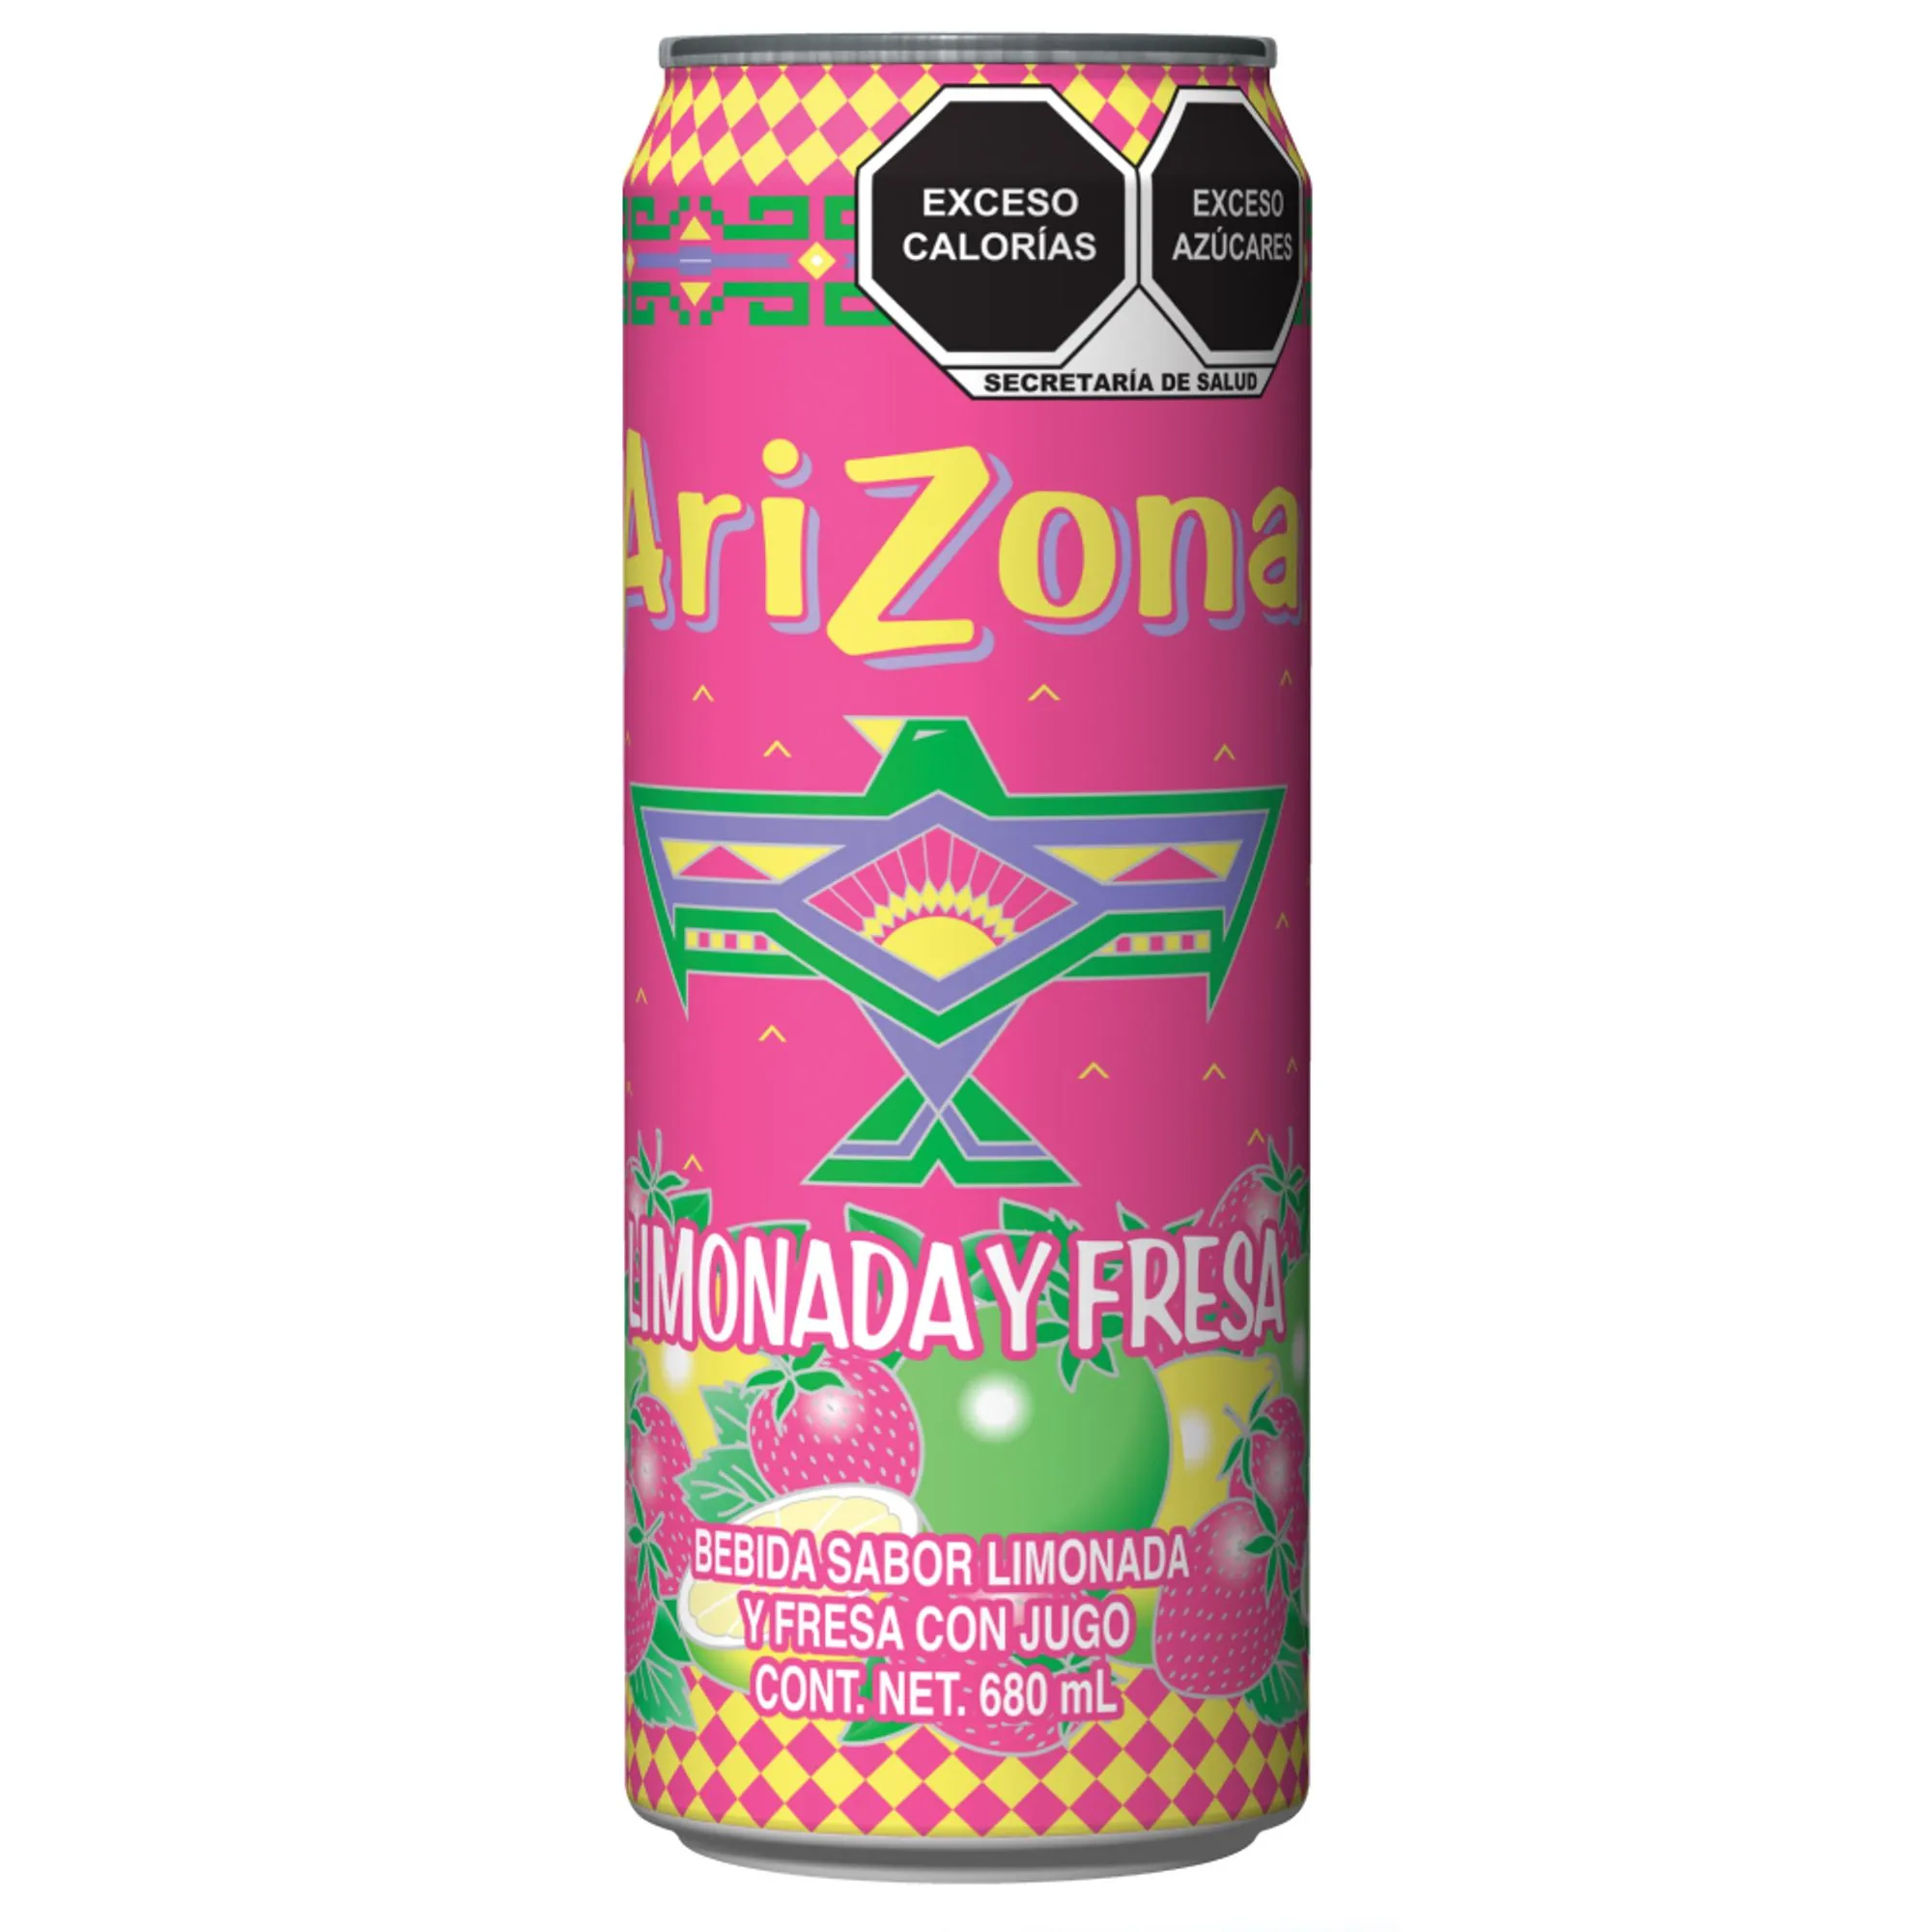 EXCESO
CALORÍAS
EXCESO
AZÚCARES
SECRETARÍA DE SALUD
AriZona
LIMONADA Y FRESA
BEBIDA SABOR LIMONADA
Y FRESA CON JUGO
CONT. NET. 680 mL